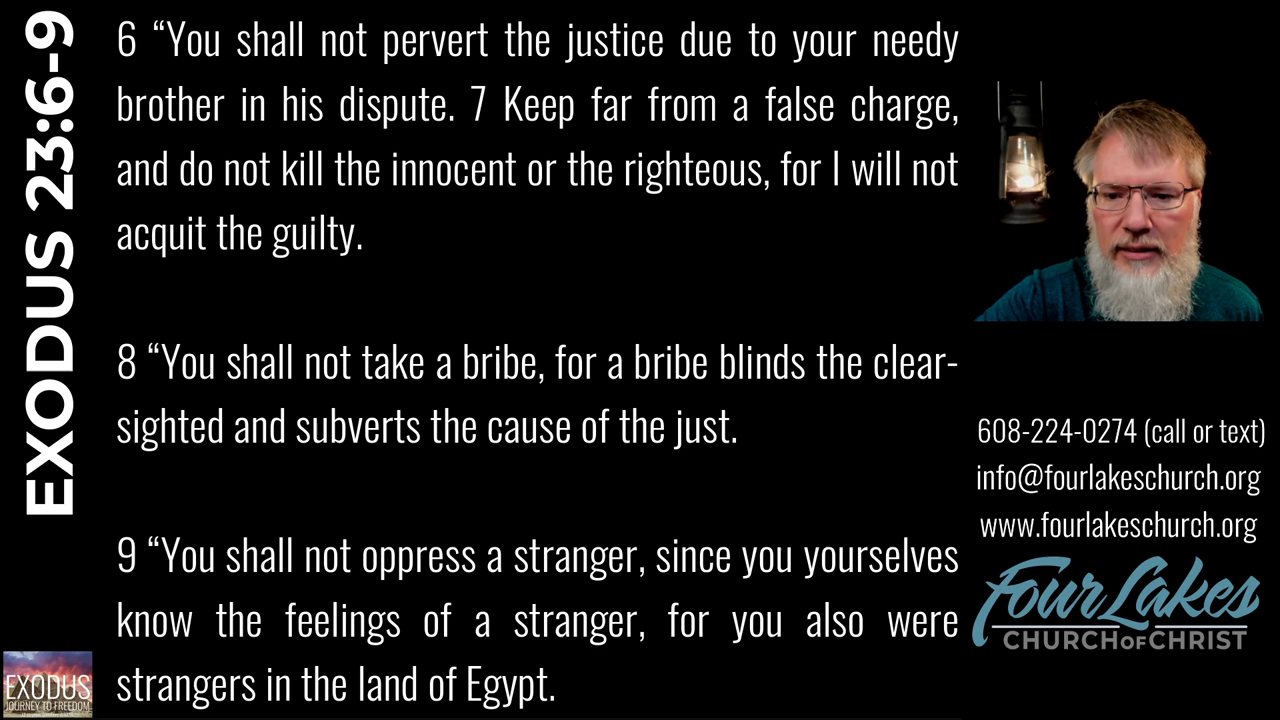 EXODUS 23:6-9
6 “You shall not pervert the justice due to your needy
brother in his dispute. 7 Keep far from a false charge,
and do not kill the innocent or the righteous, for I will not
acquit the guilty.
8 “You shall not take a bribe, for a bribe blinds the clear-
sighted and subverts the cause of the just.
9 “You shall not oppress a stranger, since you yourselves
know the feelings of a stranger, for you also were
strangers in the land of Egypt.
608-224-0274 (call or text)
info@fourlakeschurch.org
www.fourlakeschurch.org
Four Lakes
CHURCH OF CHRIST
EXODUS
JOURNEY TO FREEDOM